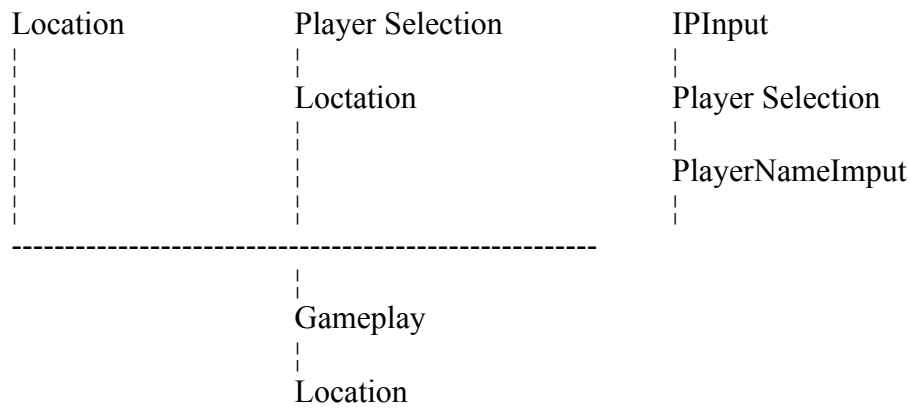 Location Player Selection IPInput
Loctation Player Selection
PlayerNameImput
Gameplay
Location